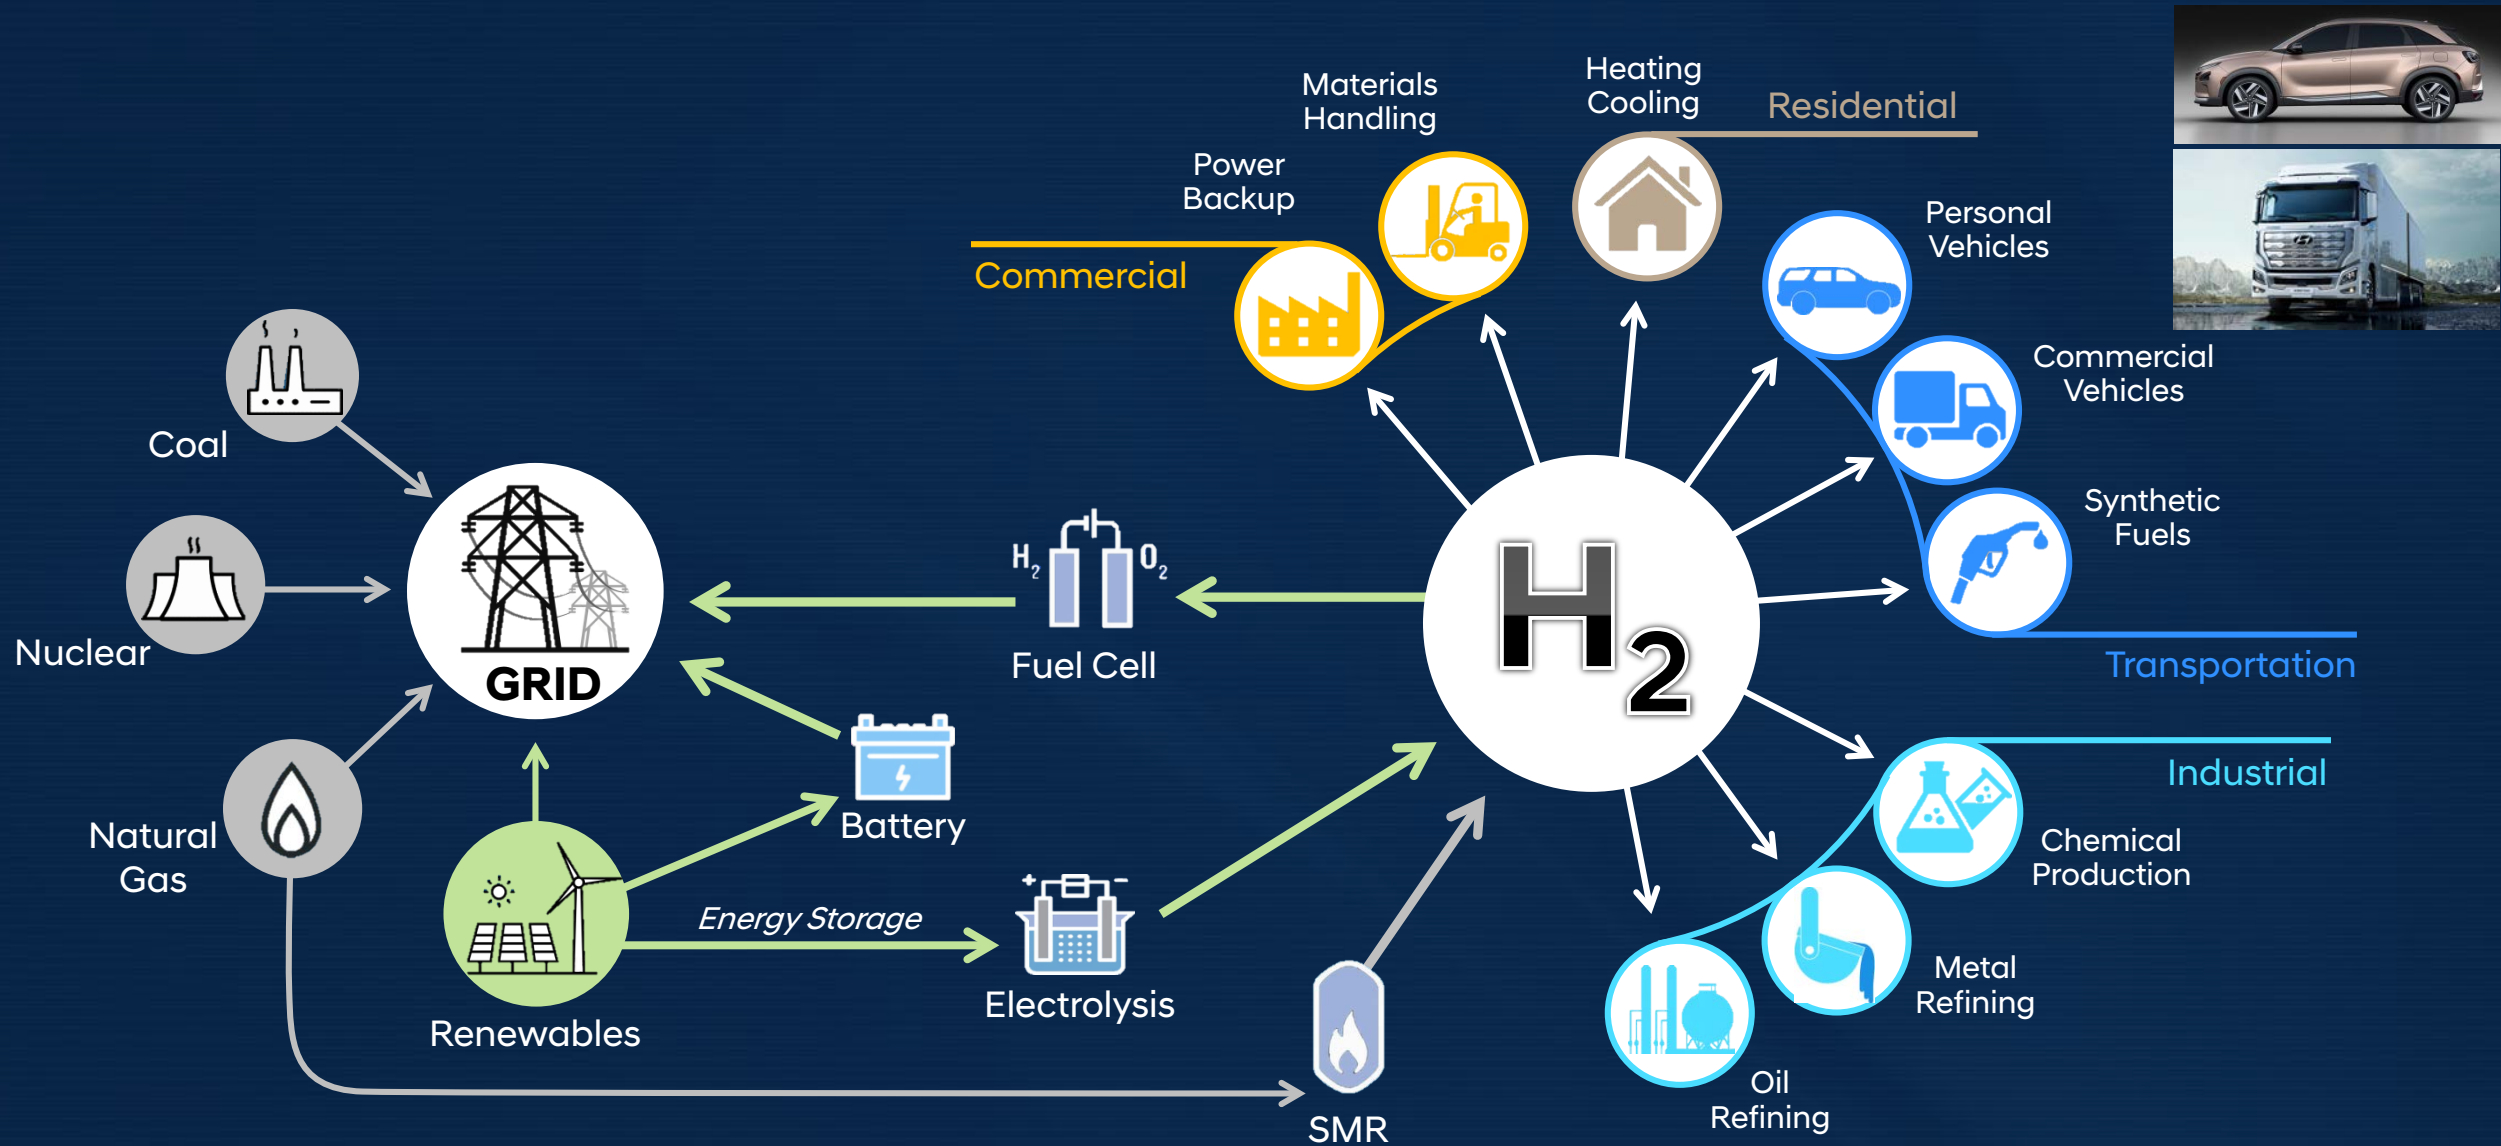 Materials
Handling
Heating
Cooling
Residential
Power
Backup
Commercial
Personal
Vehicles
Commercial
Vehicles
Synthetic
Fuels
Transportation
Coal
Nuclear
Natural
Gas
GRID
H2
O2
Fuel Cell
H2
Battery
Energy Storage
Renewables
+ −
Electrolysis
SMR
Industrial
Chemical
Production
Metal
Refining
Oil
Refining